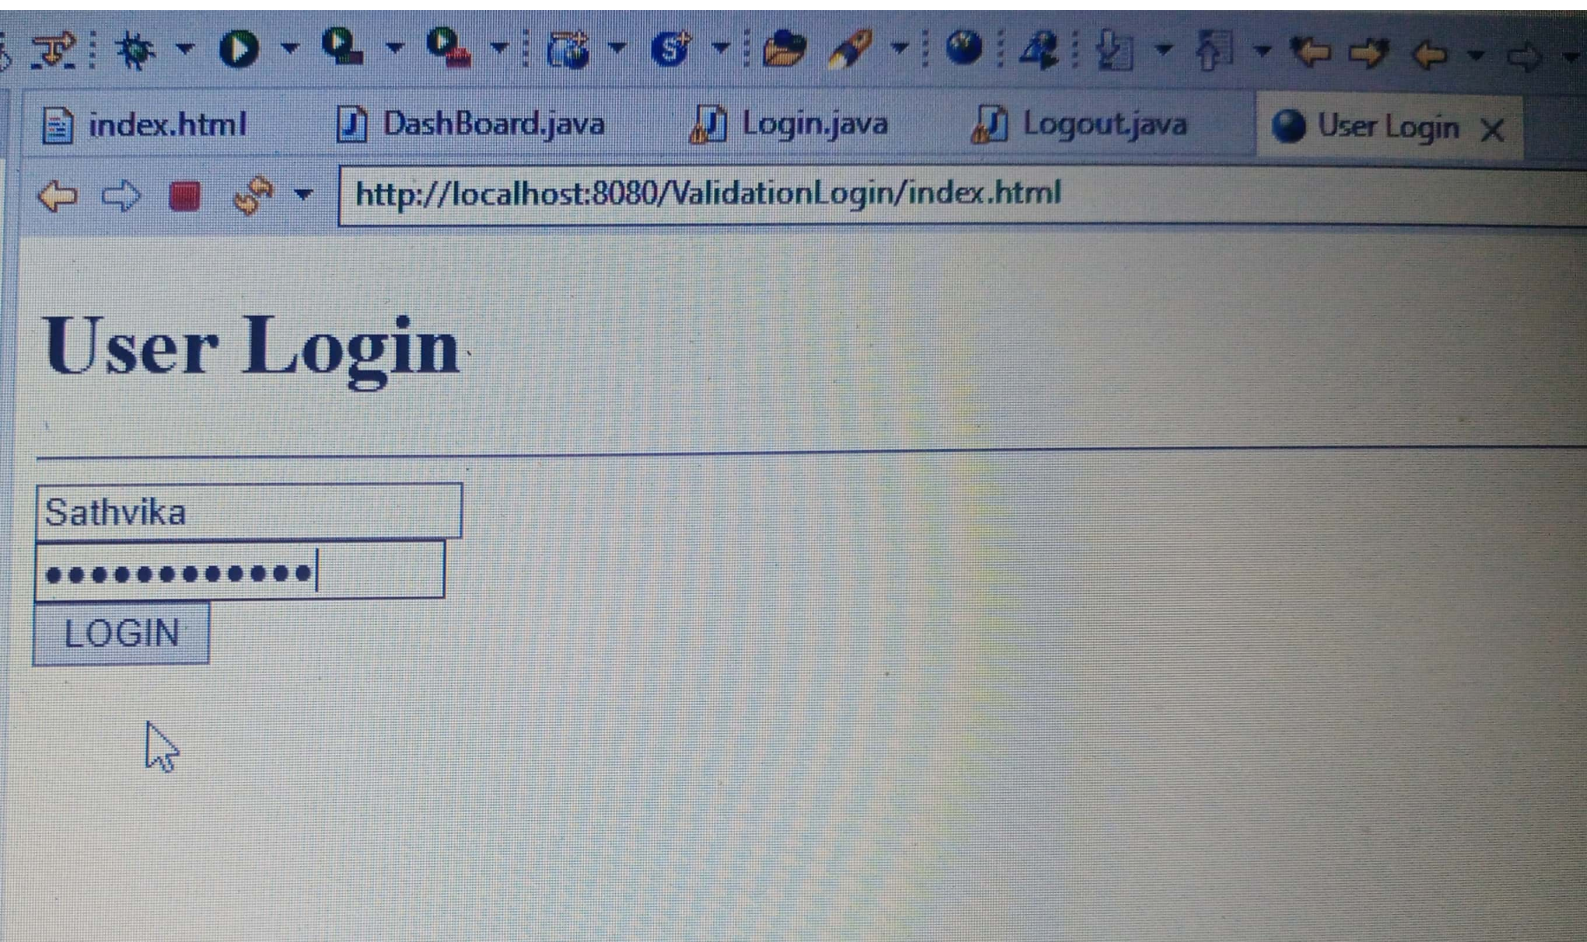 index.html DashBoard.java Login.java Logout.java User Login
http://localhost:8080/ValidationLogin/index.html
User Login
Sathvika
••••••••••••
LOGIN